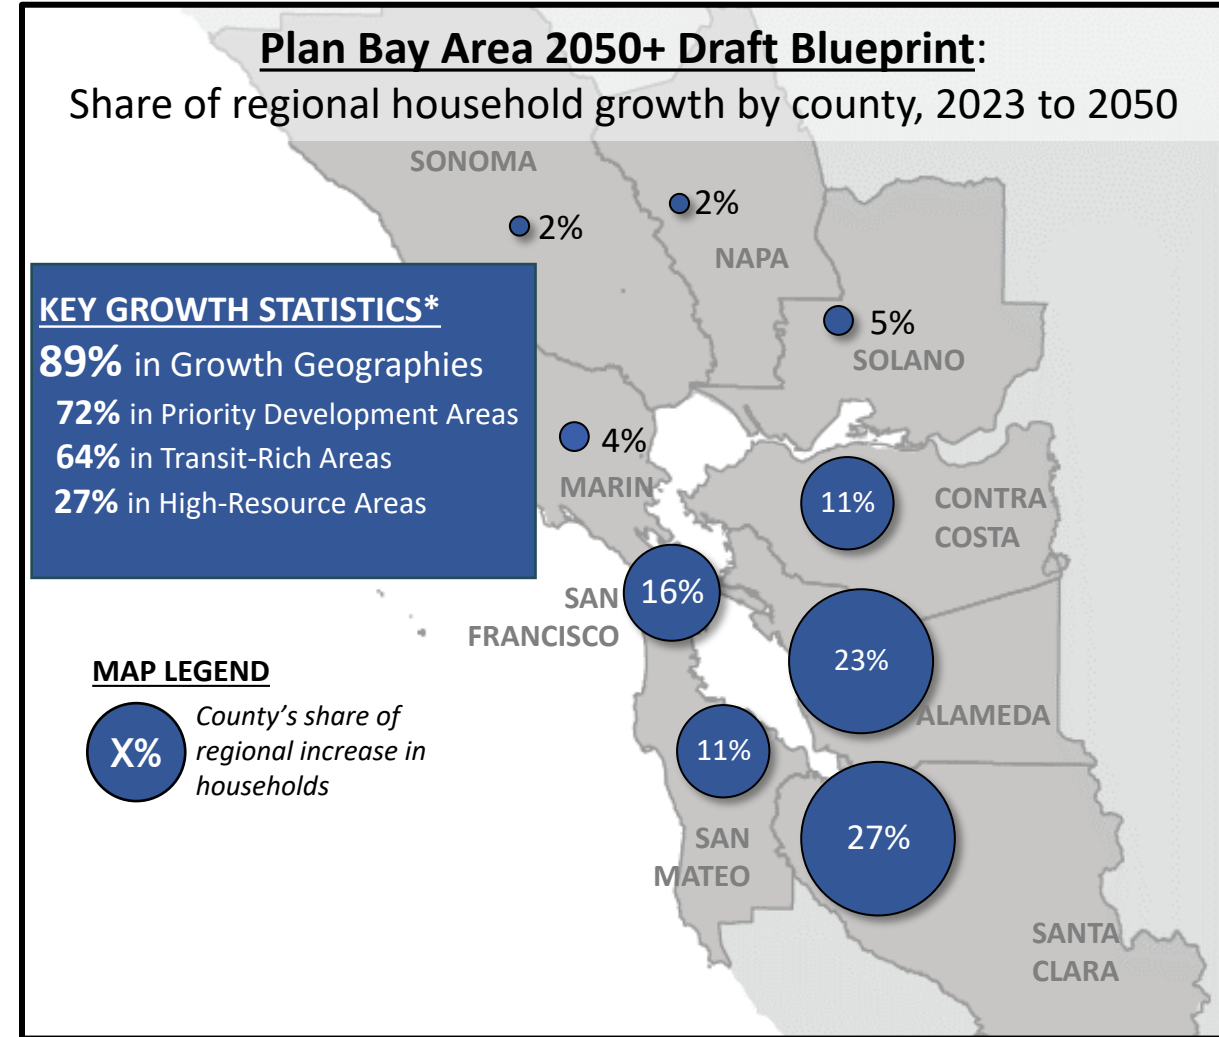 Plan Bay Area 2050+ Draft Blueprint:
Share of regional household growth by county, 2023 to 2050
SONOMA
2%
2%
NAPA
5%
SOLANO
KEY GROWTH STATISTICS*
89% in Growth Geographies
72% in Priority Development Areas
64% in Transit-Rich Areas
27% in High-Resource Areas
4%
MARIN
11%
CONTRA
COSTA
16%
SAN
FRANCISCO
23%
ALAMEDA
MAP LEGEND
X%
County's share of
regional increase in
households
11%
SAN
MATEO
27%
SANTA
CLARA